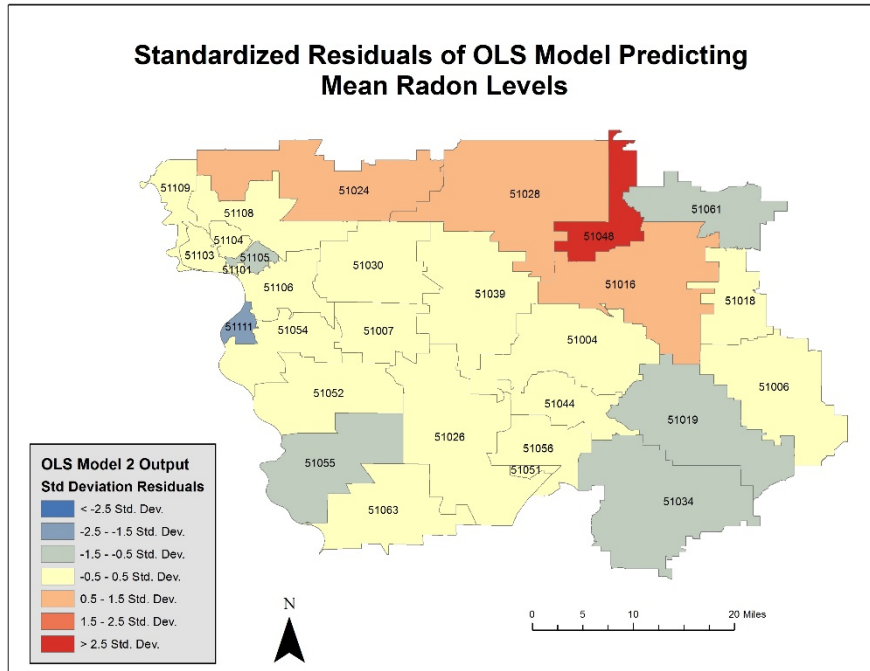 Standardized Residuals of OLS Model Predicting
Mean Radon Levels
51109
51024
51028
51061
51108
51104
51048
51103
51105
51101
51030
51016
51106
51039
51018
51111
51054
51007
51004
51006
51052
51044
51019
51026
51056
51055
51051
51034
51063
OLS Model 2 Output
Std Deviation Residuals
< -2.5 Std. Dev.
-2.5 - -1.5 Std. Dev.
-1.5 - -0.5 Std. Dev.
-0.5 - 0.5 Std. Dev.
0.5 - 1.5 Std. Dev.
1.5 - 2.5 Std. Dev.
> 2.5 Std. Dev.
N
0 5 10 20 Miles